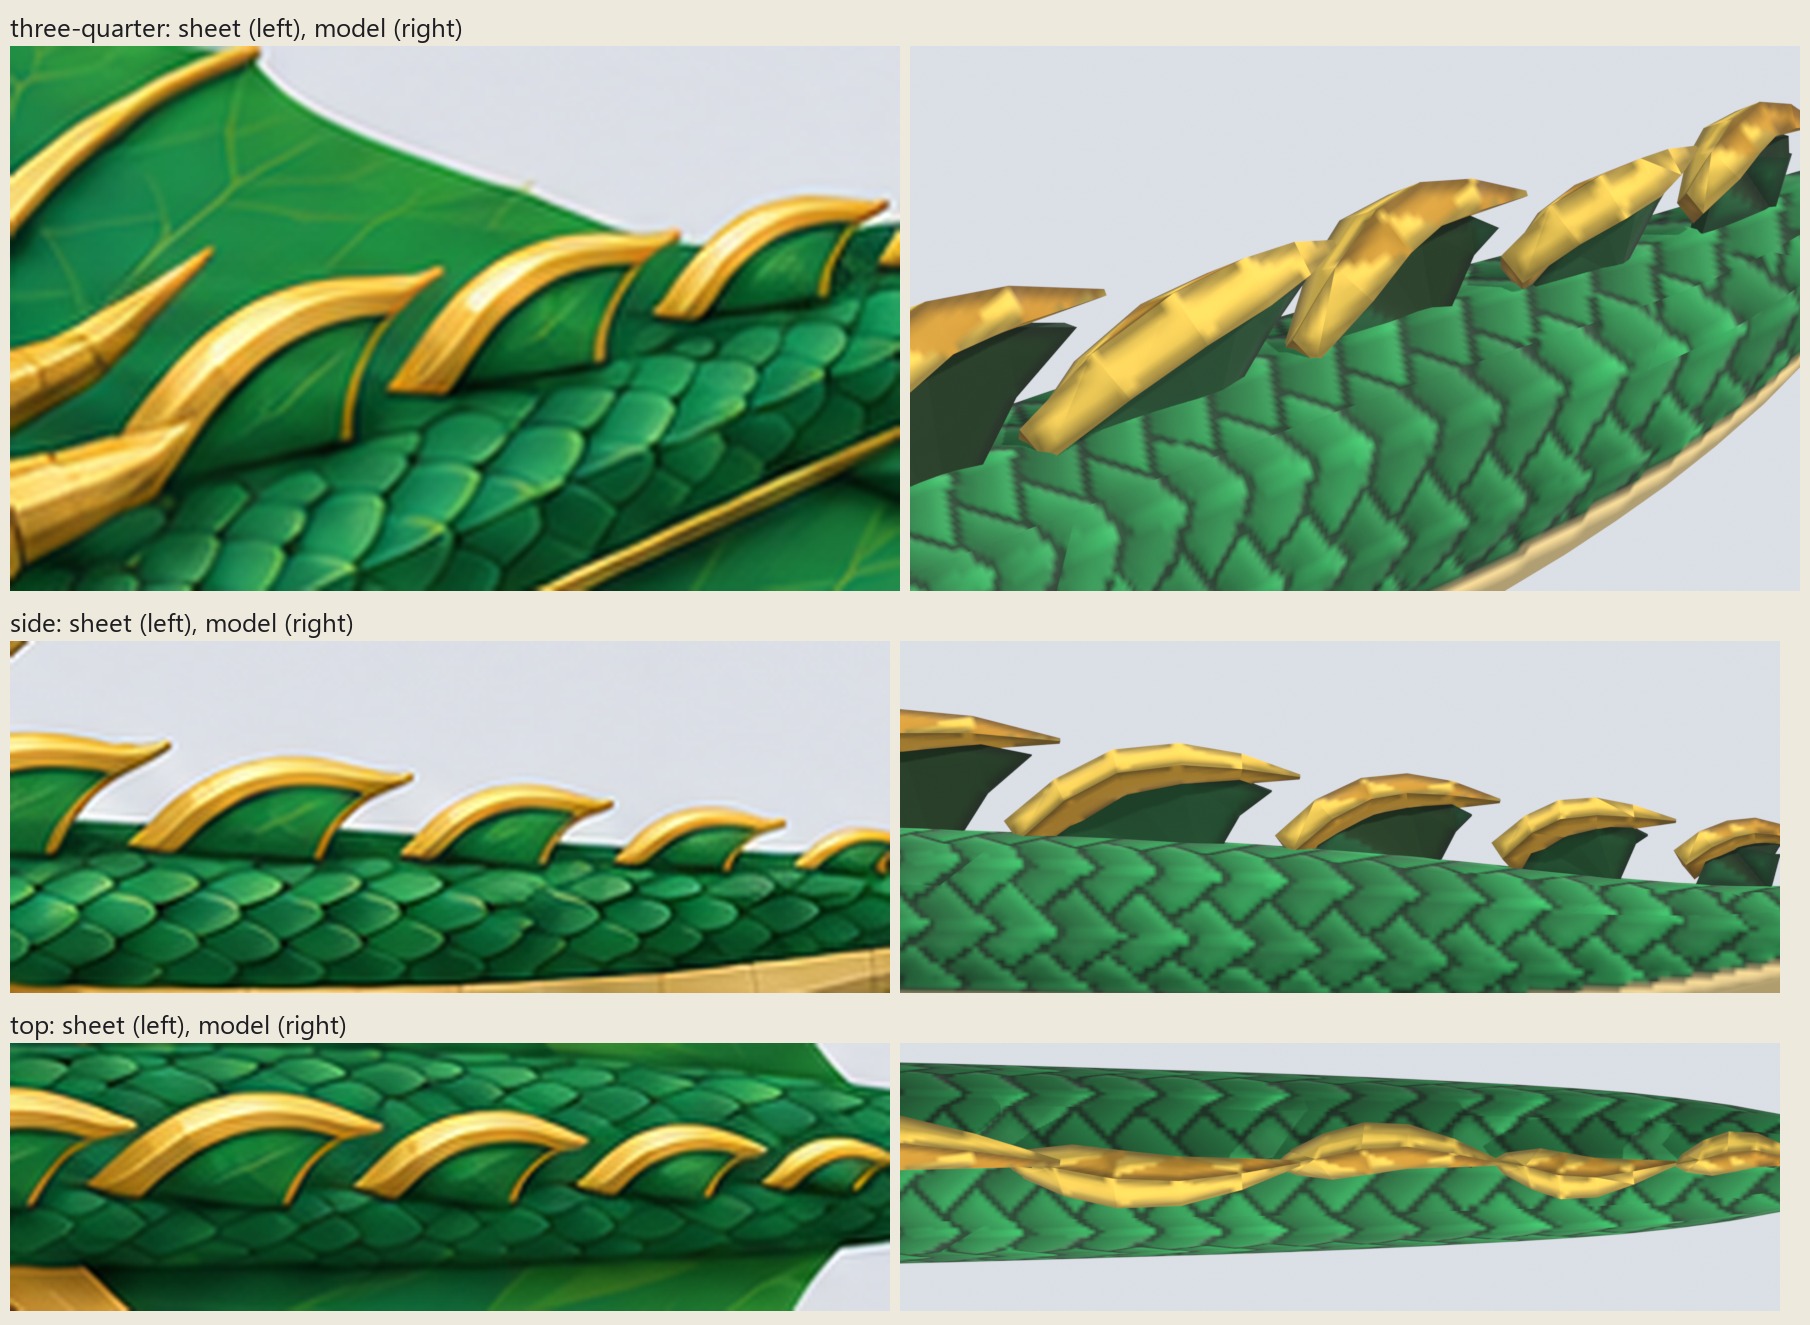 three-quarter: sheet (left), model (right)
side: sheet (left), model (right)
top: sheet (left), model (right)